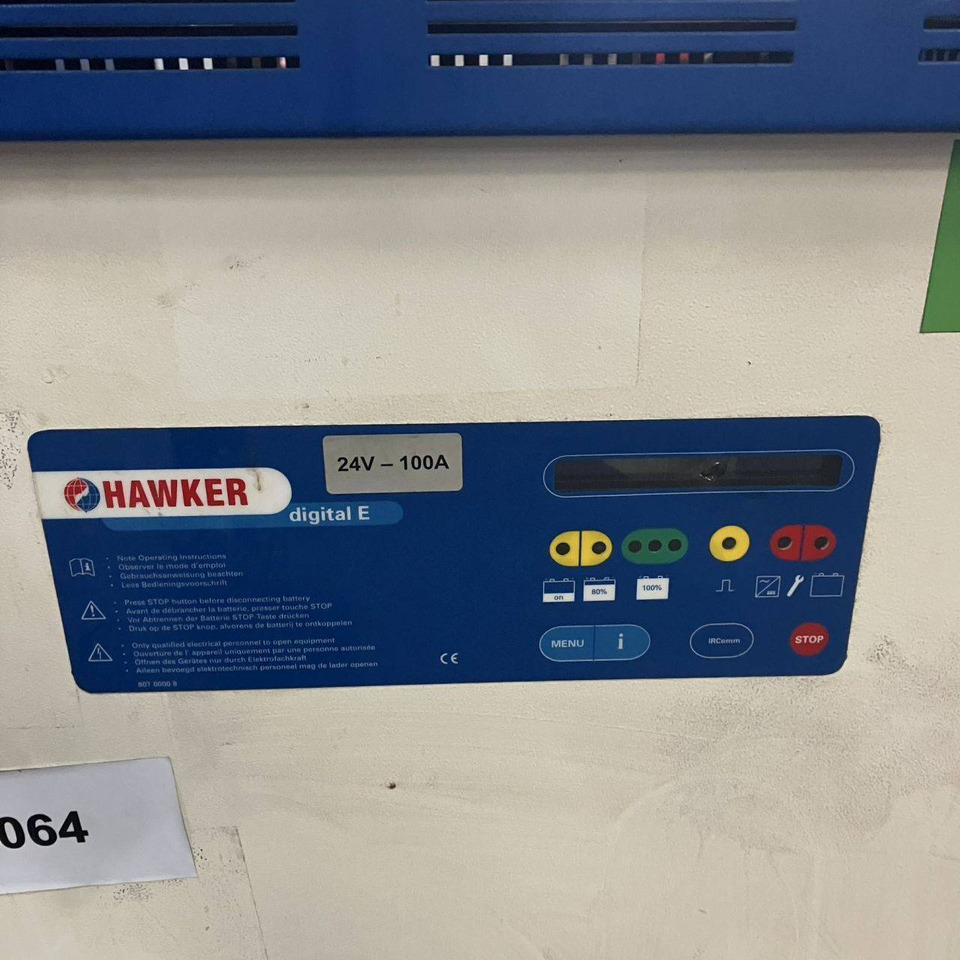 24V – 100A
HAWKER
digital E
Note Operating Instructions
Observer le mode d'emploi
Gebrauchsanweisung beachten
Lees Bedieningsvoorschrift
Press STOP button before disconnecting battery
Avant de débrancher la batterie, presser touche STOP
Vor Abtrennen der Batterie STOP-Taste drucken
Druk op de STOP knop, alvorens de batterij te ontkoppelen
Only qualified electrical personnel to open equipment
Ouverture de l' appareil uniquement par une personne autorisée
Öffnen des Gerätes nur durch Elektrofachkraft
Alleen bevoegd elektrotechnisch personeel mag de lader openen
CE
on
80%
100%
MENU
i
IRComm
STOP
064